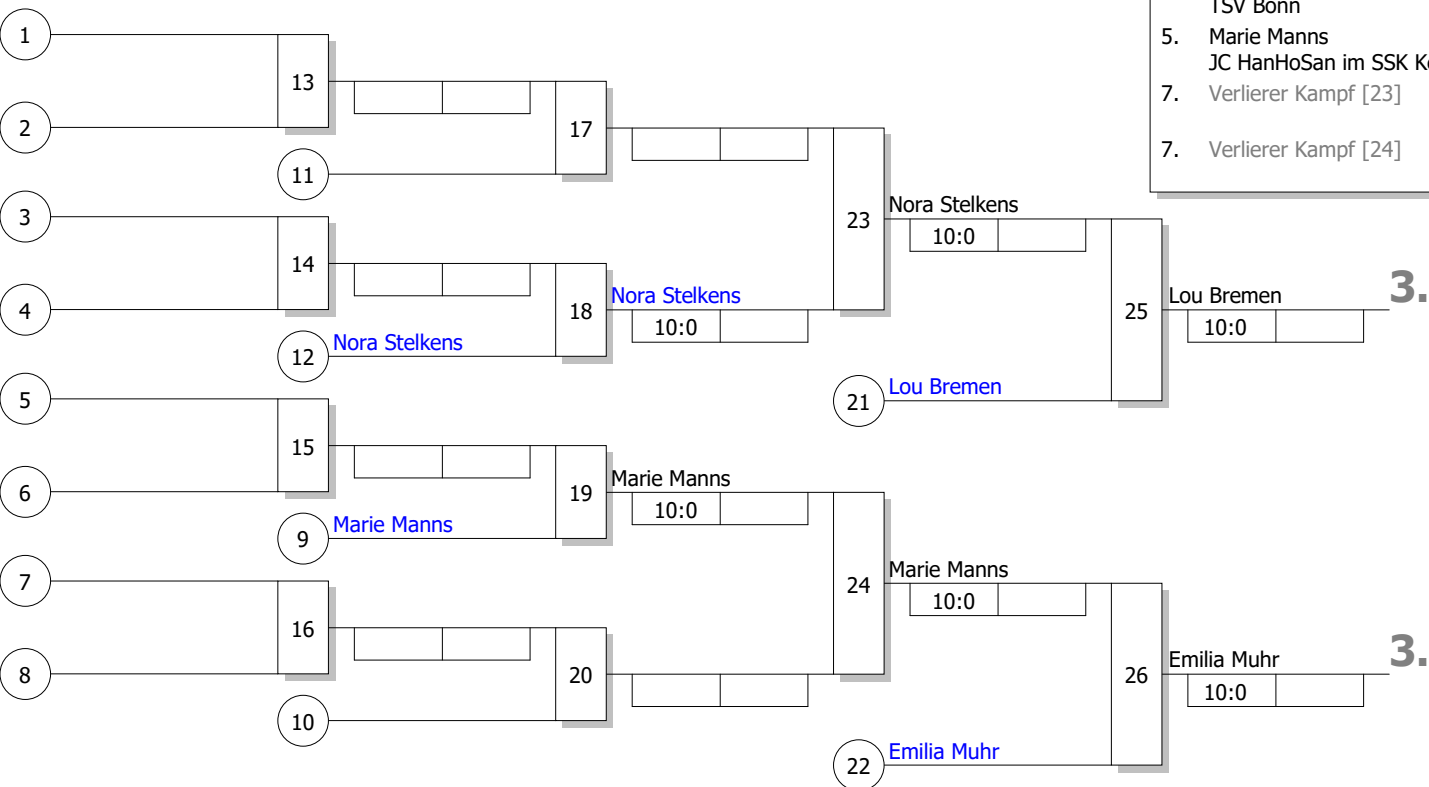 TSV Bonn
5. Marie Manns
JC HanHoSan im SSK
7. Verlierer Kampf [23]
7. Verlierer Kampf [24]
1
13
2
17
11
3
23
Nora Stelkens
10:0
14
4
18
Nora Stelkens
10:0
25
Lou Bremen
10:0
3.
12
Nora Stelkens
21
Lou Bremen
5
15
6
19
Marie Manns
10:0
9
Marie Manns
7
24
Marie Manns
10:0
16
8
20
26
Emilia Muhr
10:0
3.
10
22
Emilia Muhr